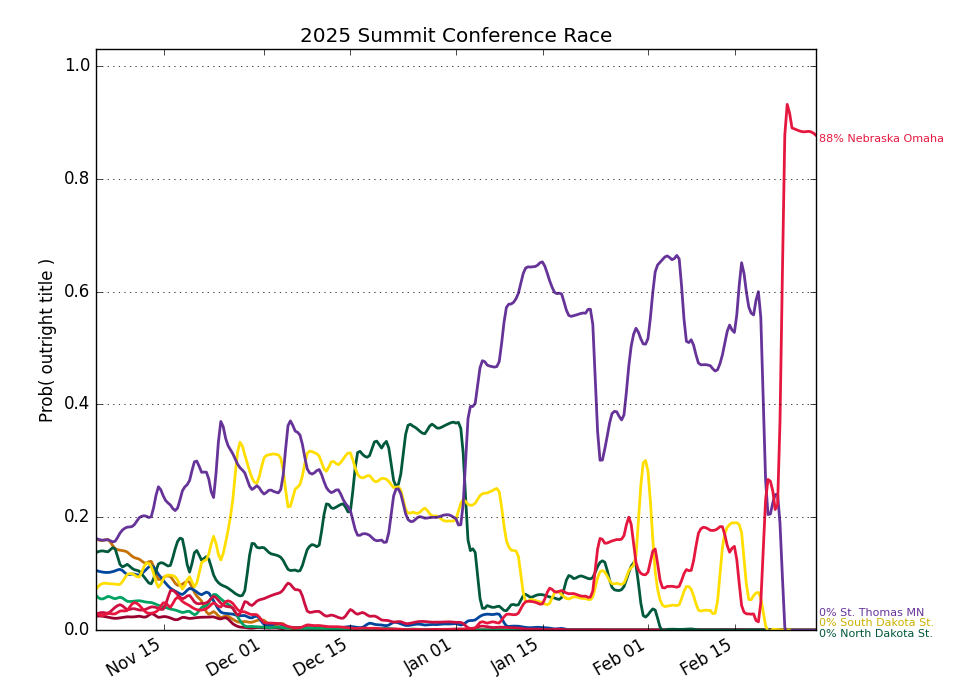 2025 Summit Conference Race
Prob( outright title )
1.0
0.8
0.6
0.4
0.2
0.0
Nov 15
Dec 01
Dec 15
Jan 01
Jan 15
Feb 01
Feb 15
88% Nebraska Omaha
0% St. Thomas MN
0% South Dakota St.
0% North Dakota St.